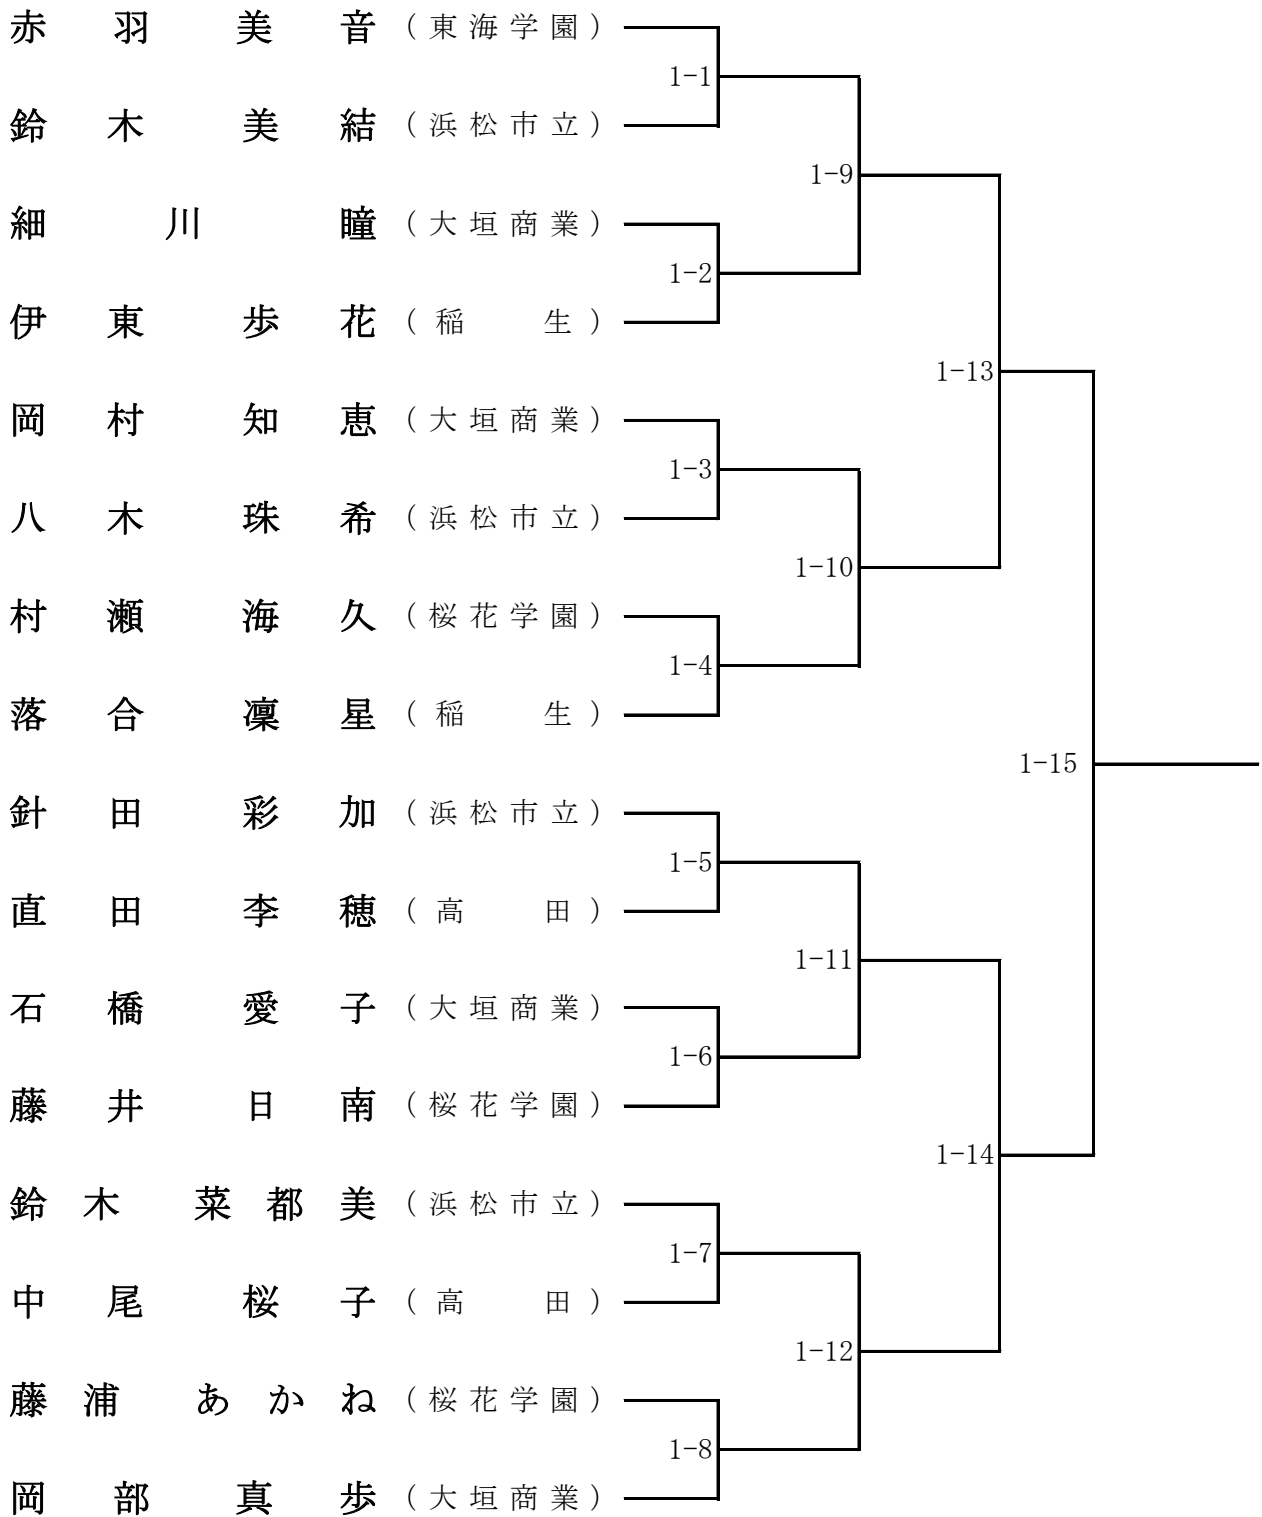 赤羽美音（東海学園）
1-1
鈴木美結（浜松市立）
1-9
細川瞳（大垣商業）
1-2
伊東歩花（稲生）
1-13
岡村知恵（大垣商業）
1-3
八木珠希（浜松市立）
1-10
村瀬海久（桜花学園）
1-4
落合凜星（稲生）
1-15
針田彩加（浜松市立）
1-5
直田李穂（高田）
1-11
石橋愛子（大垣商業）
1-6
藤井日南（桜花学園）
1-14
鈴木菜都美（浜松市立）
1-7
中尾桜子（高田）
1-12
藤浦あかね（桜花学園）
1-8
岡部真歩（大垣商業）